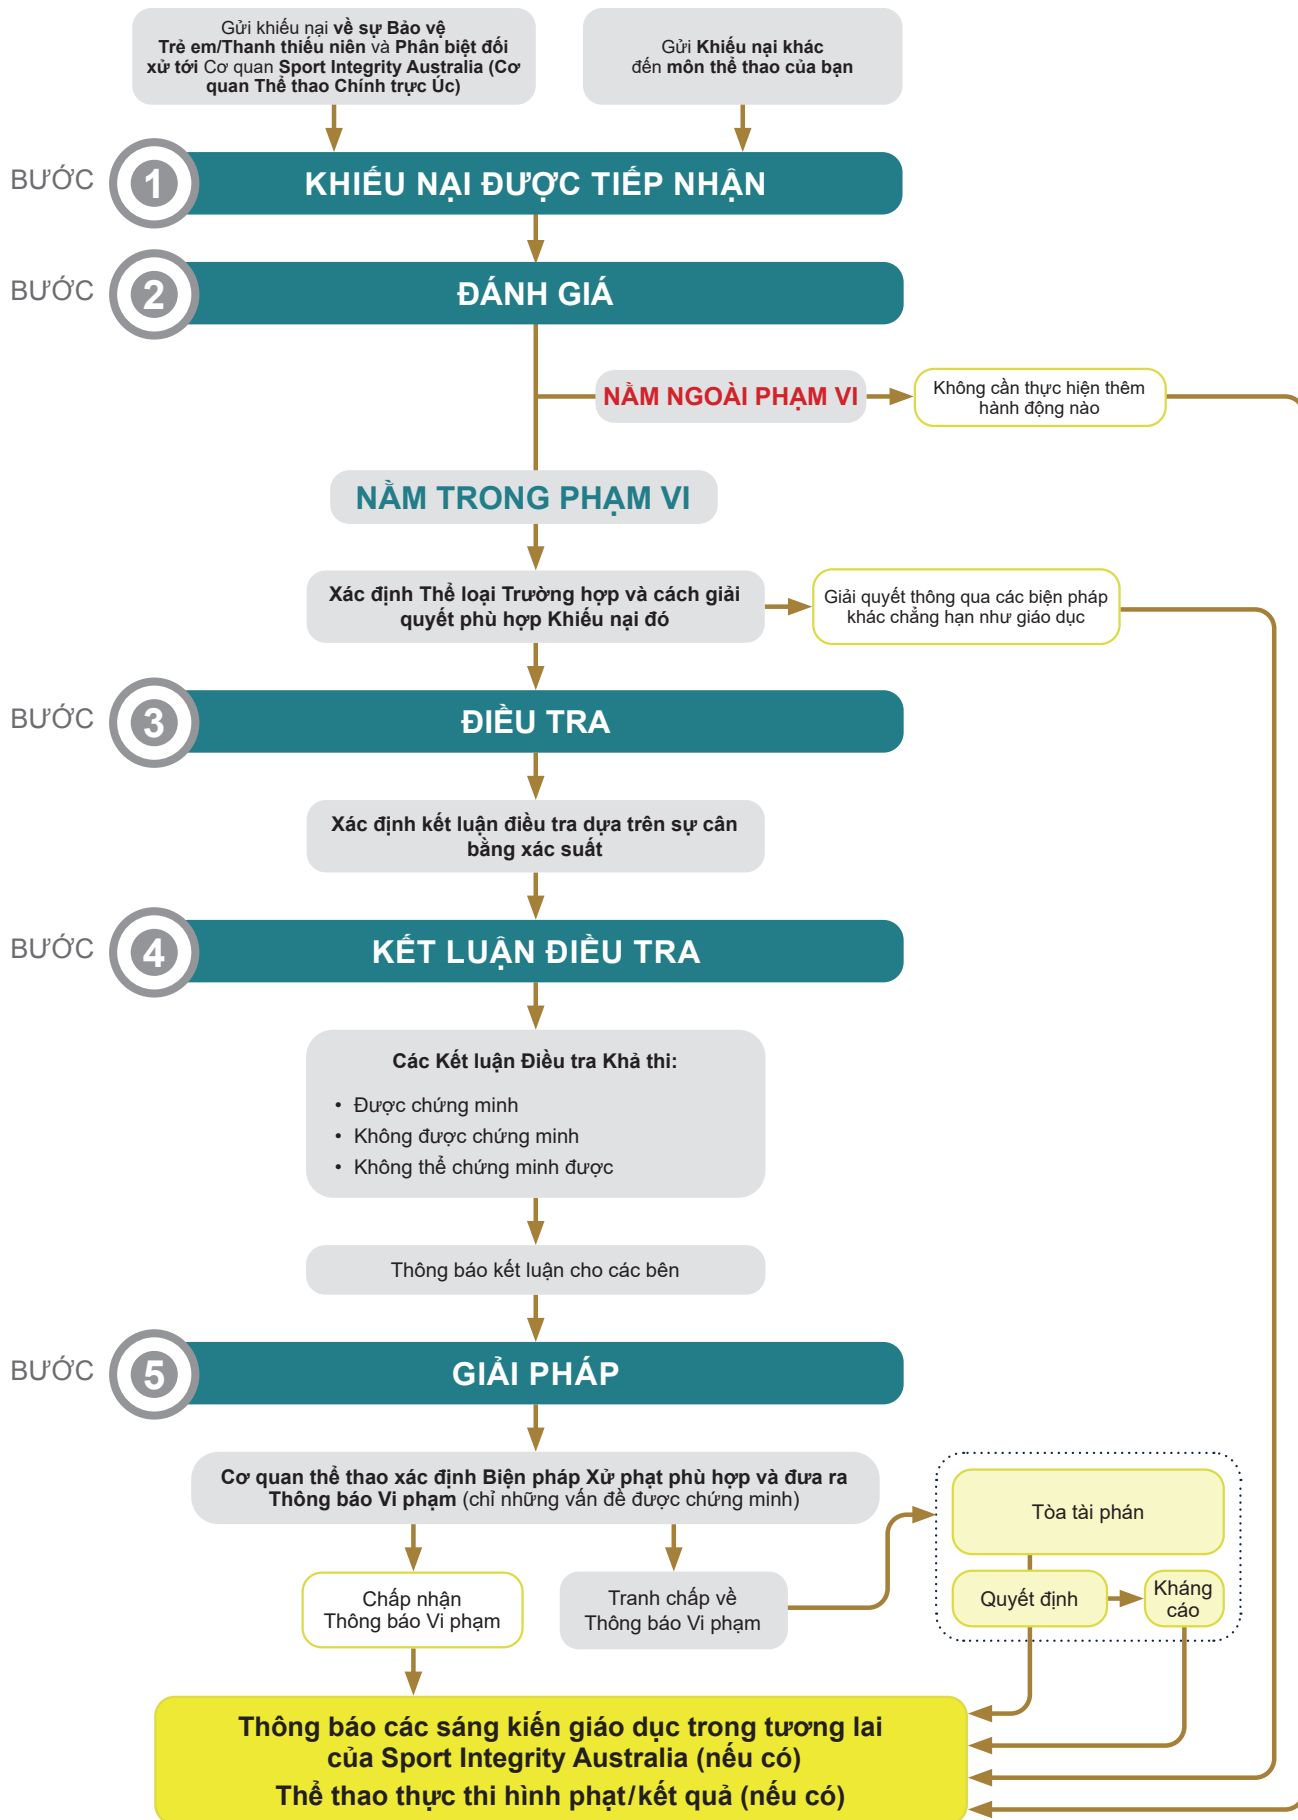 Gửi khiếu nại về sự Bảo vệ
Trẻ em/Thanh thiếu niên và Phân biệt đối
xử tới Cơ quan Sport Integrity Australia (Cơ
quan Thể thao Chính trực Úc)
Gửi Khiếu nại khác
đến môn thể thao của bạn
BƯỚC 1 KHIẾU NẠI ĐƯỢC TIẾP NHẬN
BƯỚC 2 ĐÁNH GIÁ
NẰM NGOÀI PHẠM VI
Không cần thực hiện thêm
hành động nào
NẰM TRONG PHẠM VI
Xác định Thể loại Trường hợp và cách giải
quyết phù hợp Khiếu nại đó
Giải quyết thông qua các biện pháp
khác chẳng hạn như giáo dục
BƯỚC 3 ĐIỀU TRA
Xác định kết luận điều tra dựa trên sự cân
bằng xác suất
BƯỚC 4 KẾT LUẬN ĐIỀU TRA
Các Kết luận Điều tra Khả thi:
• Được chứng minh
• Không được chứng minh
• Không thể chứng minh được
Thông báo kết luận cho các bên
BƯỚC 5 GIẢI PHÁP
Cơ quan thể thao xác định Biện pháp Xử phạt phù hợp và đưa ra
Thông báo Vi phạm (chỉ những vấn đề được chứng minh)
Tòa tài phán
Chấp nhận
Thông báo Vi phạm
Tranh chấp về
Thông báo Vi phạm
Quyết định
Kháng
cáo
Thông báo các sáng kiến giáo dục trong tương lai
của Sport Integrity Australia (nếu có)
Thể thao thực thi hình phạt/kết quả (nếu có)